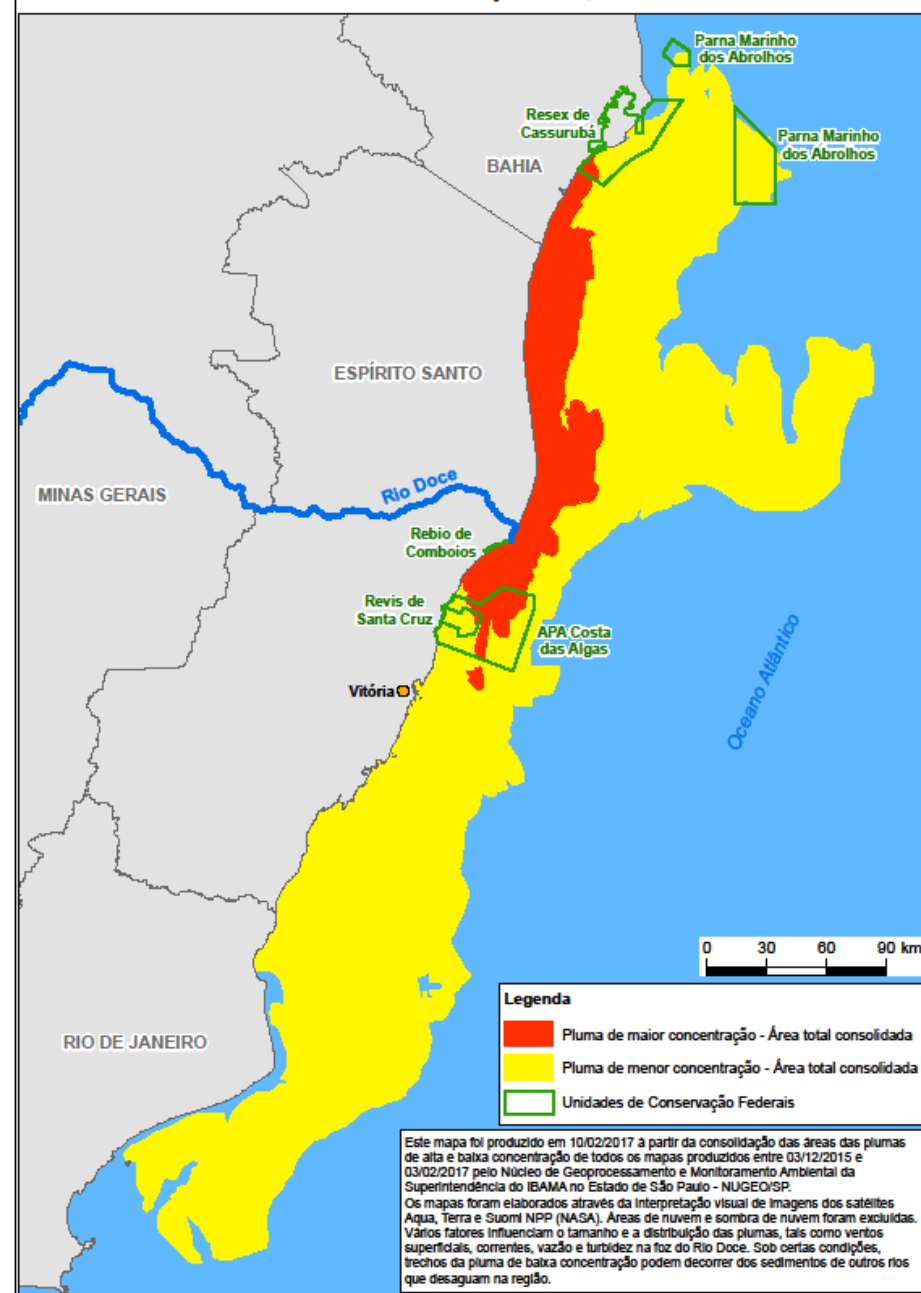 Parna Marinho
dos Abrolhos
Resex de
Cassurubá
Parna Marinho
dos Abrolhos
BAHIA
ESPÍRITO SANTO
MINAS GERAIS
Rio Doce
Rebio de
Comboios
Revis de
Santa Cruz
APA Costa
das Algas
Vitória
Oceano Atlântico
0 30 60 90 km
RIO DE JANEIRO
Legenda
Pluma de maior concentração - Área total consolidada
Pluma de menor concentração - Área total consolidada
Unidades de Conservação Federais
Este mapa foi produzido em 10/02/2017 à partir da consolidação das áreas das plumas
de alta e baixa concentração de todos os mapas produzidos entre 03/12/2015 e
03/02/2017 pelo Núcleo de Geoprocessamento e Monitoramento Ambiental da
Superintendência do IBAMA no Estado de São Paulo - NUGEO/SP.
Os mapas foram elaborados através da interpretação visual de imagens dos satélites
Aqua, Terra e Suomi NPP (NASA). Áreas de nuvem e sombra de nuvem foram excluídas.
Vários fatores influenciam o tamanho e a distribuição das plumas, tais como ventos
superficiais, correntes, vazão e turbidez na foz do Rio Doce. Sob certas condições,
trechos da pluma de baixa concentração podem decorrer dos sedimentos de outros rios
que desaguam na região.